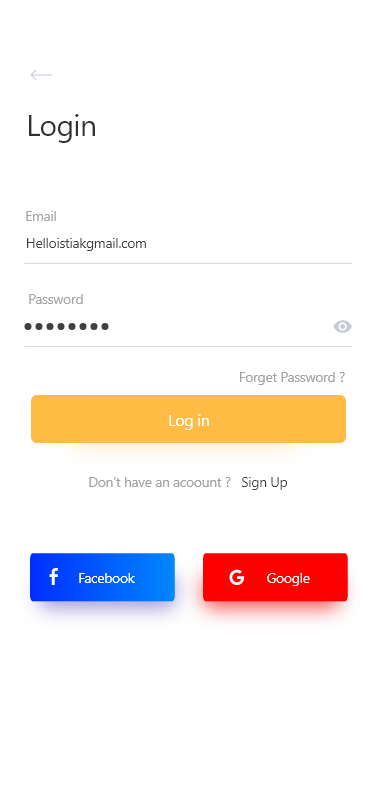 Login
Email
Helloistiakgmail.com
Password
Forget Password ?
Log in
Don't have an acoount ? Sign Up
Facebook Google